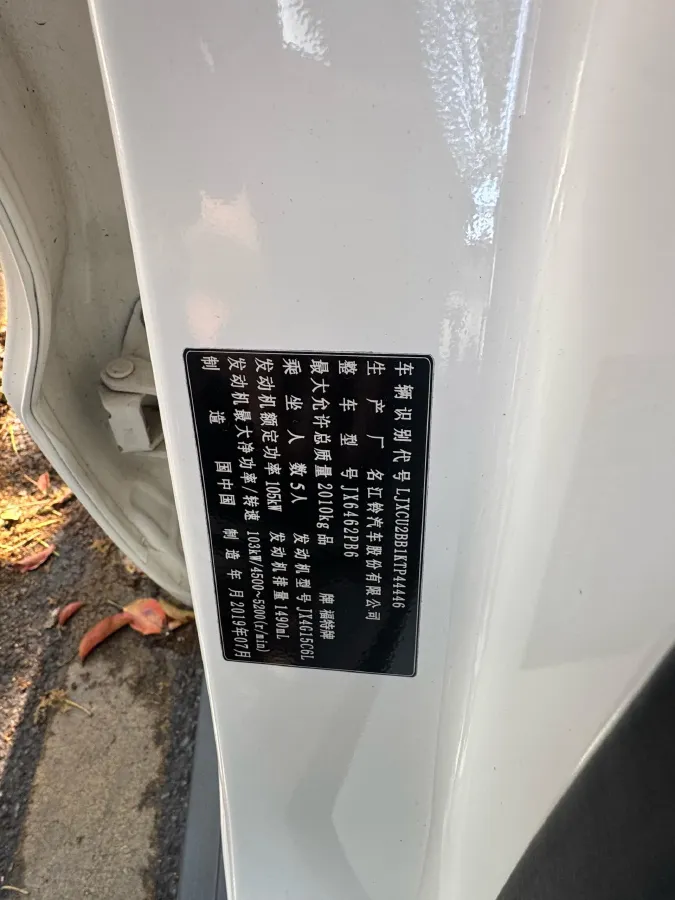 车辆识别代号 LJXCU2BB1KTP44446
生产厂名 江铃汽车股份有限公司
整车型号 JX6462PB6
最大允许总质量 2010kg 品牌 福特牌
乘坐人数 5人 发动机型号 JX4G15C6L
发动机额定功率 105kW 发动机排量 1490mL
发动机最大净功率/转速 103kW/4500~5200(r/min)
制造国 中国 制造年月 2019年07月